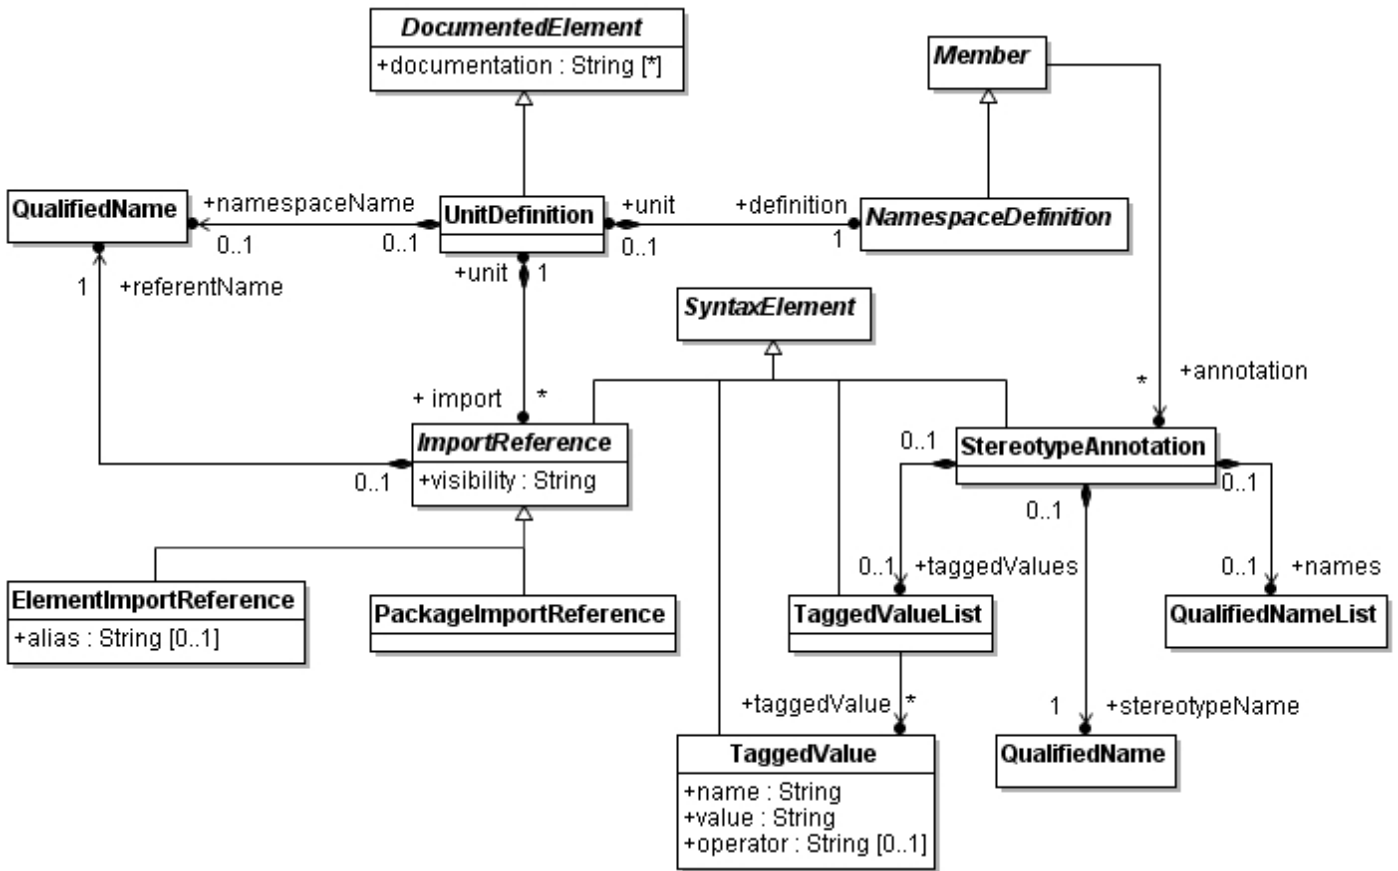 DocumentedElement
+documentation : String [*]
Member
QualifiedName
+namespaceName
0..1
0..1
UnitDefinition
+unit
0..1
+definition
1
NamespaceDefinition
1
+referentName
+unit
1
SyntaxElement
+ import
*
*
+annotation
ImportReference
+visibility : String
0..1
0..1
StereotypeAnnotation
0..1
0..1
0..1
+taggedValues
0..1
+names
ElementImportReference
+alias : String [0..1]
PackageImportReference
TaggedValueList
QualifiedNameList
+taggedValue
*
1
+stereotypeName
TaggedValue
+name : String
+value : String
+operator : String [0..1]
QualifiedName